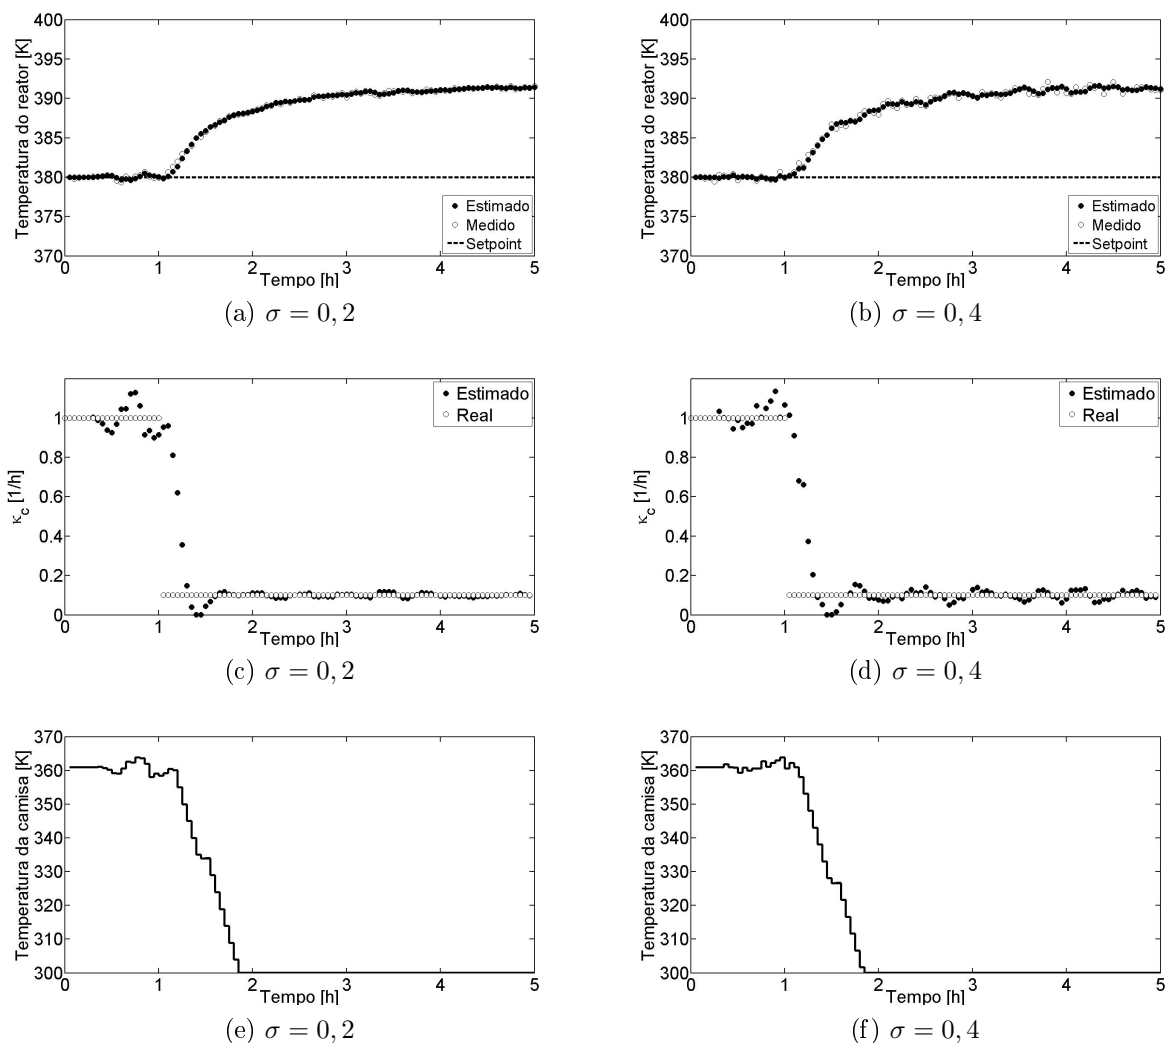 400
395
390
385
380
375
370
Temperatura do reator [K]
Estimado
Medido
Setpoint
0 1 2 3 4 5
Tempo [h]
(a) σ = 0, 2
400
395
390
385
380
375
370
Temperatura do reator [K]
Estimado
Medido
Setpoint
0 1 2 3 4 5
Tempo [h]
(b) σ = 0, 4
1
0.8
0.6
0.4
0.2
0
κc [1/h]
Estimado
Real
0 1 2 3 4 5
Tempo [h]
(c) σ = 0, 2
1
0.8
0.6
0.4
0.2
0
κc [1/h]
Estimado
Real
0 1 2 3 4 5
Tempo [h]
(d) σ = 0, 4
370
360
350
340
330
320
310
300
Temperatura da camisa [K]
0 1 2 3 4 5
Tempo [h]
(e) σ = 0, 2
370
360
350
340
330
320
310
300
Temperatura da camisa [K]
0 1 2 3 4 5
Tempo [h]
(f) σ = 0, 4